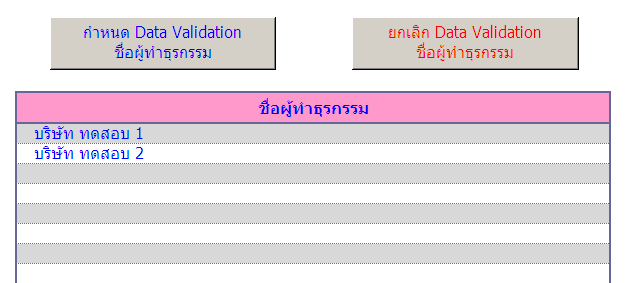 กำหนด Data Validation
ชื่อผู้ทำธุรกรรม
ยกเลิก Data Validation
ชื่อผู้ทำธุรกรรม
ชื่อผู้ทำธุรกรรม
บริษัท ทดสอบ 1
บริษัท ทดสอบ 2